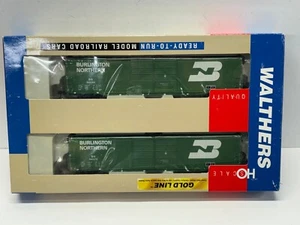 READY-TO-RUN MODEL RAILROAD CARS
BURLINGTON
NORTHERN
BURLINGTON
NORTHERN
GOLD LINE
QUALITY
HO
SCALE
WALTHERS